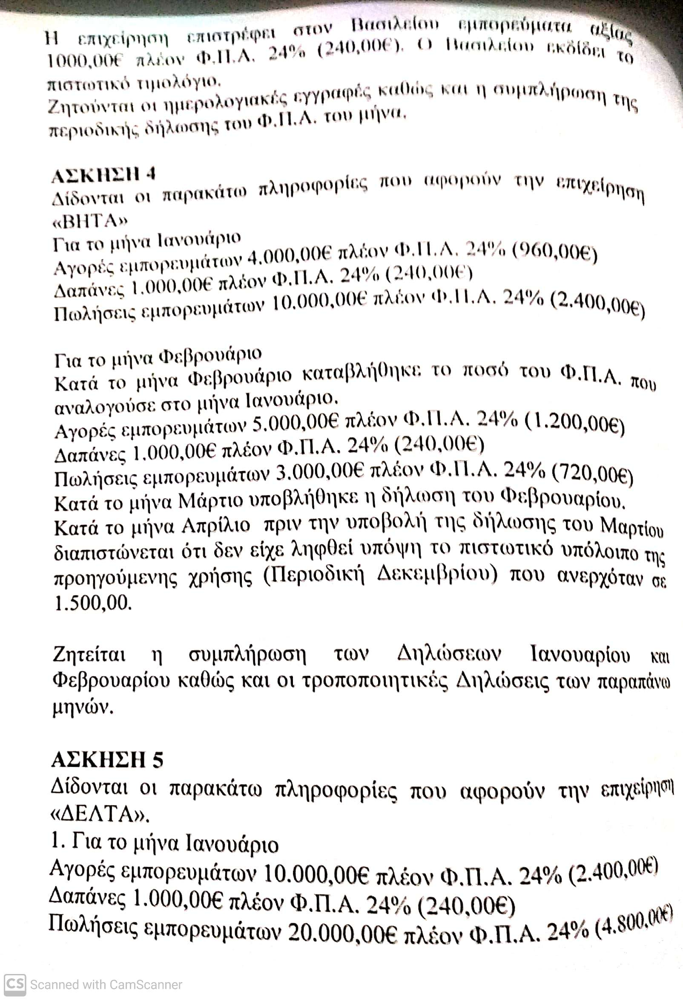 Η επιχείρηση επιστρέφει στον Βασιλείου εμπορεύματα αξίας
1000,00€ πλέον Φ.Π.Α. 24% (240,00€). Ο Βασιλείου εκδίδει το
πιστωτικό τιμολόγιο.
Ζητούνται οι ημερολογιακές εγγραφές καθώς και η συμπλήρωση της
περιοδικής δήλωσης του Φ.Π.Α. του μήνα.
ΑΣΚΗΣΗ 4
Δίδονται οι παρακάτω πληροφορίες που αφορούν την επιχείρηση
«ΒΗΤΑ»
Για το μήνα Ιανουάριο
Αγορές εμπορευμάτων 4.000,00€ πλέον Φ.Π.Α. 24% (960,00€)
Δαπάνες 1.000,00€ πλέον Φ.Π.Α. 24% (240,00€)
Πωλήσεις εμπορευμάτων 10.000,00€ πλέον Φ.Π.Α. 24% (2.400,00€)
Για το μήνα Φεβρουάριο
Κατά το μήνα Φεβρουάριο καταβλήθηκε το ποσό του Φ.Π.Α. που
αναλογούσε στο μήνα Ιανουάριο.
Αγορές εμπορευμάτων 5.000,00€ πλέον Φ.Π.Α. 24% (1.200,00€)
Δαπάνες 1.000,00€ πλέον Φ.Π.Α. 24% (240,00€)
Πωλήσεις εμπορευμάτων 3.000,00€ πλέον Φ.Π.Α. 24% (720,00€)
Κατά το μήνα Μάρτιο υποβλήθηκε η δήλωση του Φεβρουαρίου.
Κατά το μήνα Απρίλιο πριν την υποβολή της δήλωσης του Μαρτίου
διαπιστώνεται ότι δεν είχε ληφθεί υπόψη το πιστωτικό υπόλοιπο της
προηγούμενης χρήσης (Περιοδική Δεκεμβρίου) που ανερχόταν σε
1.500,00.
Ζητείται η συμπλήρωση των Δηλώσεων Ιανουαρίου και
Φεβρουαρίου καθώς και οι τροποποιητικές Δηλώσεις των παραπάνω
μηνών.
ΑΣΚΗΣΗ 5
Δίδονται οι παρακάτω πληροφορίες που αφορούν την επιχείρηση
«ΔΕΛΤΑ».
1. Για το μήνα Ιανουάριο
Αγορές εμπορευμάτων 10.000,00€ πλέον Φ.Π.Α. 24% (2.400,00€)
Δαπάνες 1.000,00€ πλέον Φ.Π.Α. 24% (240,00€)
Πωλήσεις εμπορευμάτων 20.000,00€ πλέον Φ.Π.Α. 24% (4.800,00€)
CS Scanned with CamScanner